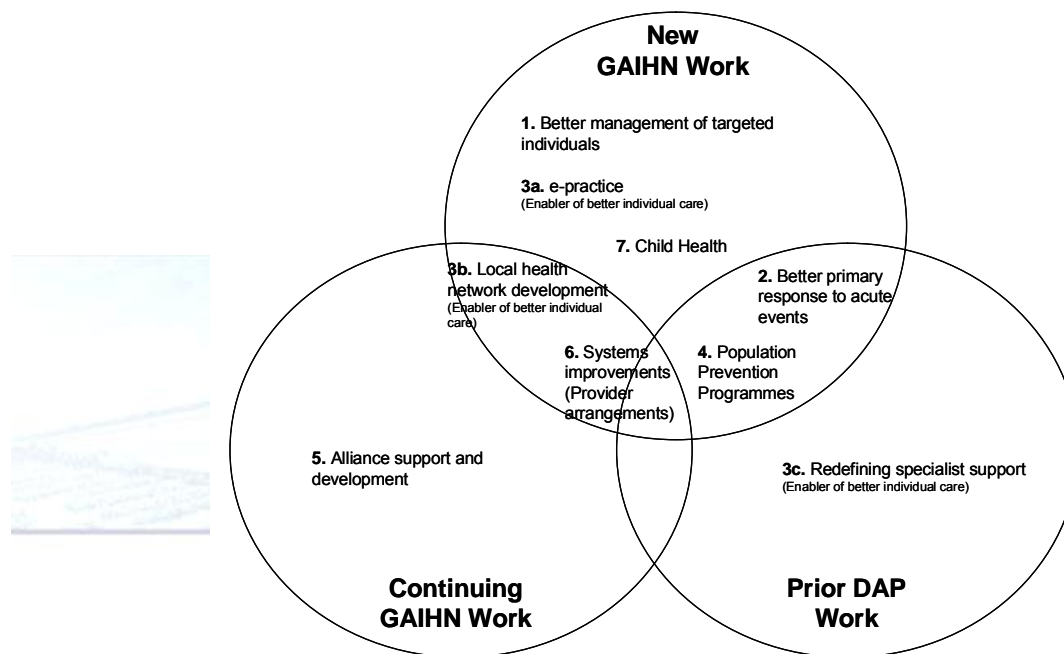 New
GAIHN Work
1. Better management of targeted
individuals
3a. e-practice
(Enabler of better individual care)
7. Child Health
3b. Local health
network development
(Enabler of better individual
care)
2. Better primary
response to acute
events
6. Systems
improvements
(Provider
arrangements)
4. Population
Prevention
Programmes
5. Alliance support and
development
3c. Redefining specialist support
(Enabler of better individual care)
Continuing
GAIHN Work
Prior DAP
Work